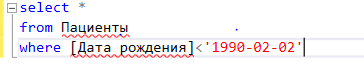 select *
from Пациенты
where [Дата рождения]<'1990-02-02'